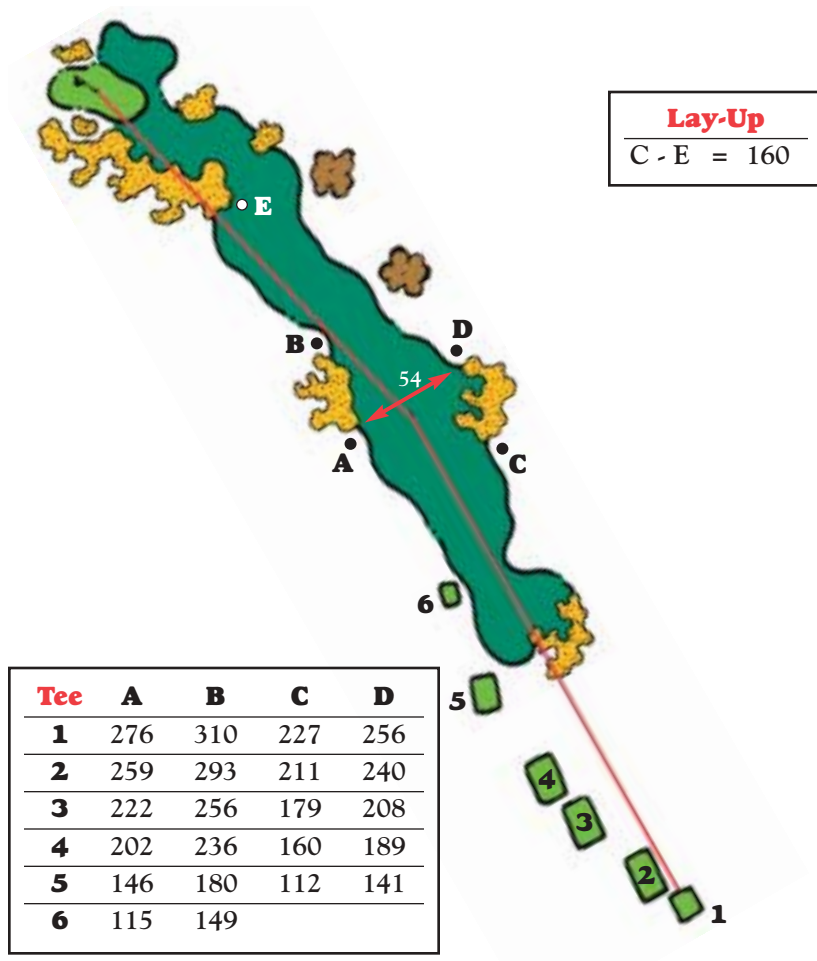 Lay-Up
C - E = 160
E
D
B
54
A
C
6
5
4
3
2
1
Tee A B C D
1 276 310 227 256
2 259 293 211 240
3 222 256 179 208
4 202 236 160 189
5 146 180 112 141
6 115 149